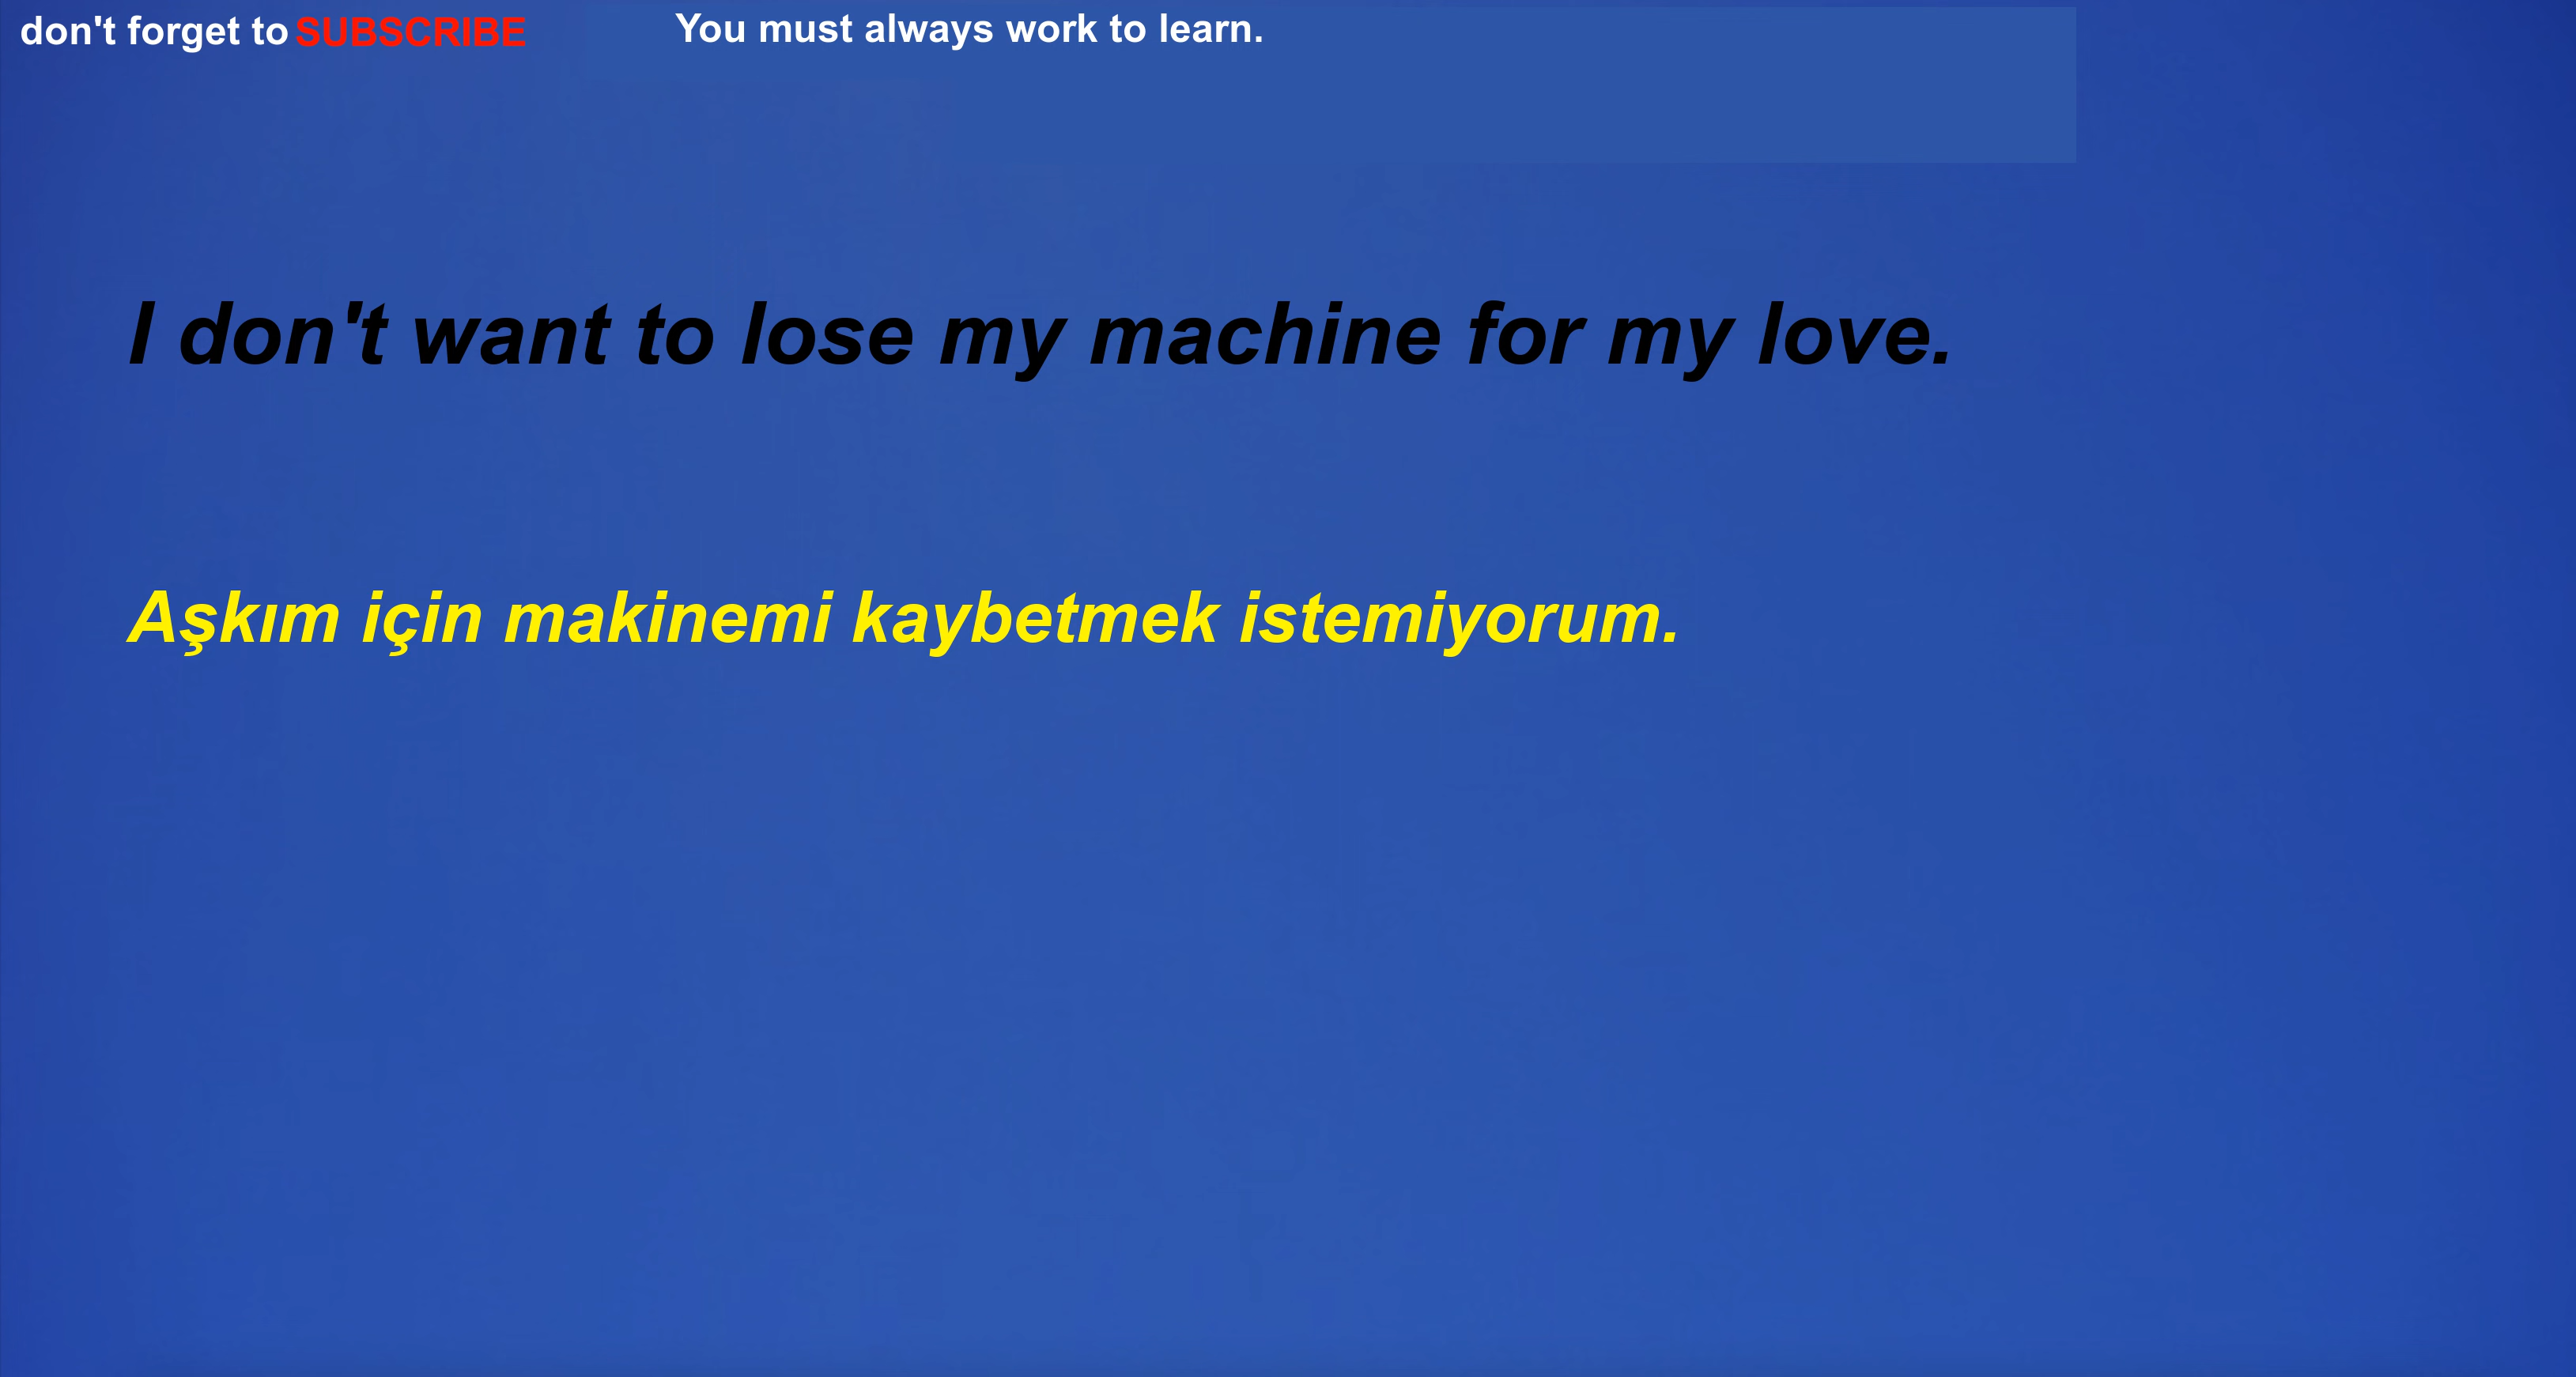 don't forget to SUBSCRIBE
You must always work to learn.
I don't want to lose my machine for my love.
Aşkım için makinemi kaybetmek istemiyorum.